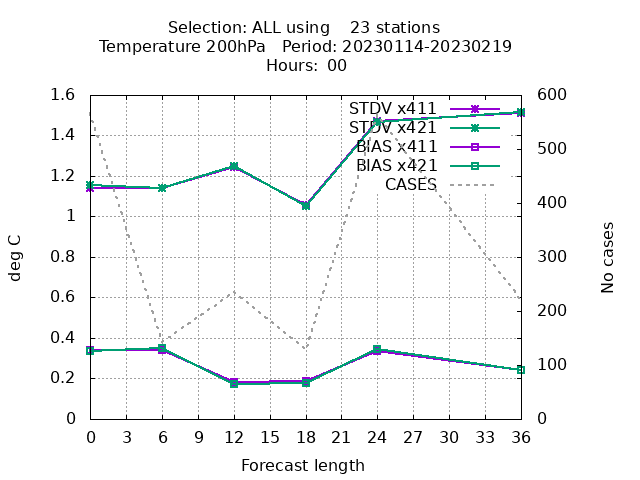 Selection: ALL using    23 stations
Temperature 200hPa   Period: 20230114-20230219
Hours: 00
1.6
1.4
1.2
1
0.8
0.6
0.4
0.2
0
deg C
STDV x411
STDV x421
BIAS x411
BIAS x421
CASES
600
500
400
300
200
100
0
No cases
0 3 6 9 12 15 18 21 24 27 30 33 36
Forecast length